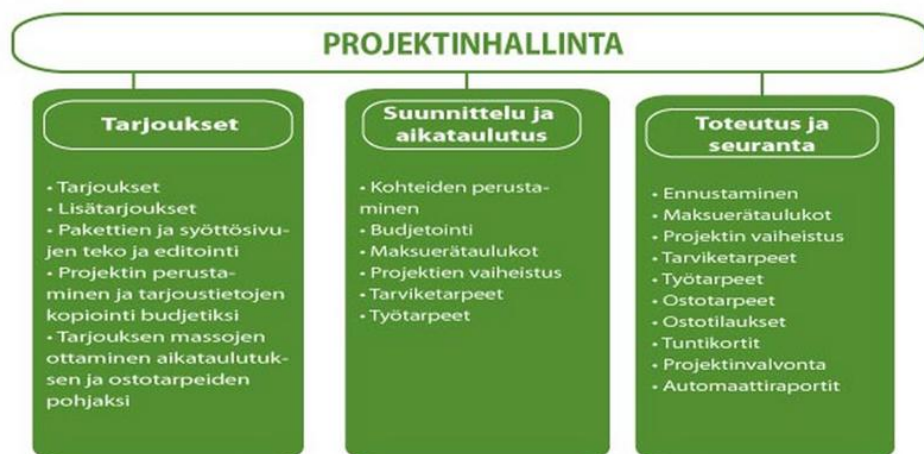 PROJEKTINHALLINTA
Tarjoukset
• Tarjoukset
• Lisätarjoukset
• Pakettien ja syöttösivu-
jen teko ja editointi
• Projektin perusta-
minen ja tarjoustietojen
kopiointi budjetiksi
• Tarjouksen massojen
ottaminen aikataulutuk-
sen ja ostotarpeiden
pohjaksi
Suunnittelu ja
aikataulutus
• Kohteiden perusta-
minen
• Budjetointi
• Maksuerätaulukot
• Projektien vaiheistus
• Tarviketarpeet
• Työtarpeet
Toteutus ja
seuranta
• Ennustaminen
• Maksuerätaulukot
• Projektin vaiheistus
• Tarviketarpeet
• Työtarpeet
• Ostotarpeet
• Ostotilaukset
• Tuntikortit
• Projektinvalvonta
• Automaattiraportit